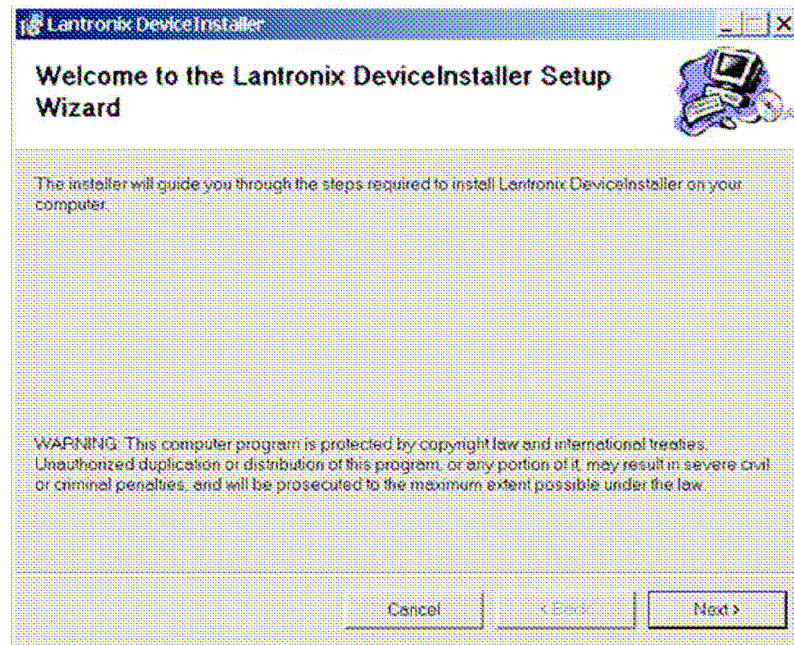 Lantronix DeviceInstaller
Welcome to the Lantronix DeviceInstaller Setup
Wizard
The installer will guide you through the steps required to install Lantronix DeviceInstaller on your
computer.
WARNING: This computer program is protected by copyright law and international treaties.
Unauthorized duplication or distribution of this program, or any portion of it, may result in severe civil
or criminal penalties, and will be prosecuted to the maximum extent possible under the law.
Cancel
< Back
Next >